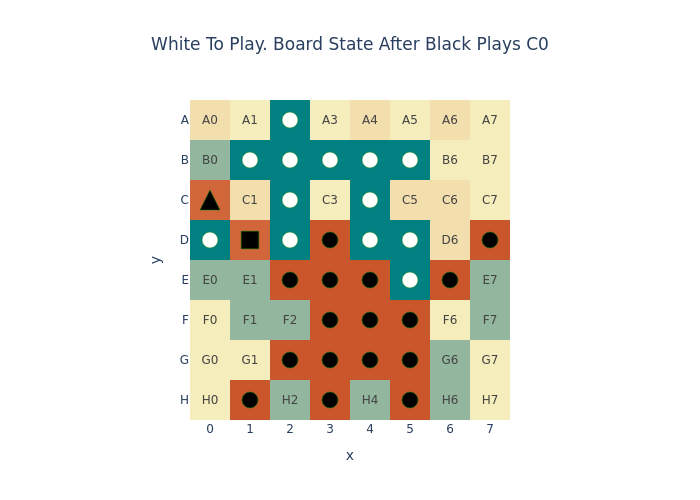 White To Play. Board State After Black Plays C0
A A0 A1 A3 A4 A5 A6 A7
B B0 B6 B7
C C1 C3 C5 C6 C7
D D6
E E0 E1 E7
F F0 F1 F2 F6 F7
G G0 G1 G6 G7
H H0 H2 H4 H6 H7
0 1 2 3 4 5 6 7
x
y